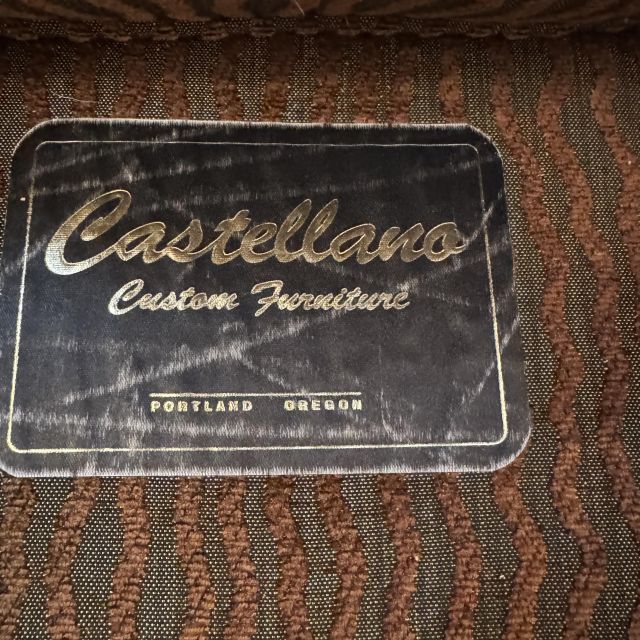 Castellano
Custom Furniture
PORTLAND OREGON